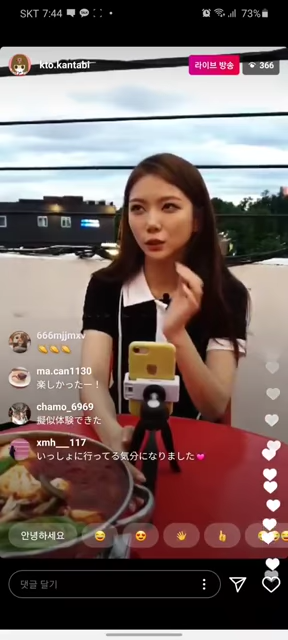 SKT 7:44
73%
kto.kantabi
라이브 방송
366
666mjjmxv
ma.can1130
楽しかったー！
chamo_6969
擬似体験できた
xmh___117
いっしょに行ってる気分になりました
안녕하세요
댓글 달기